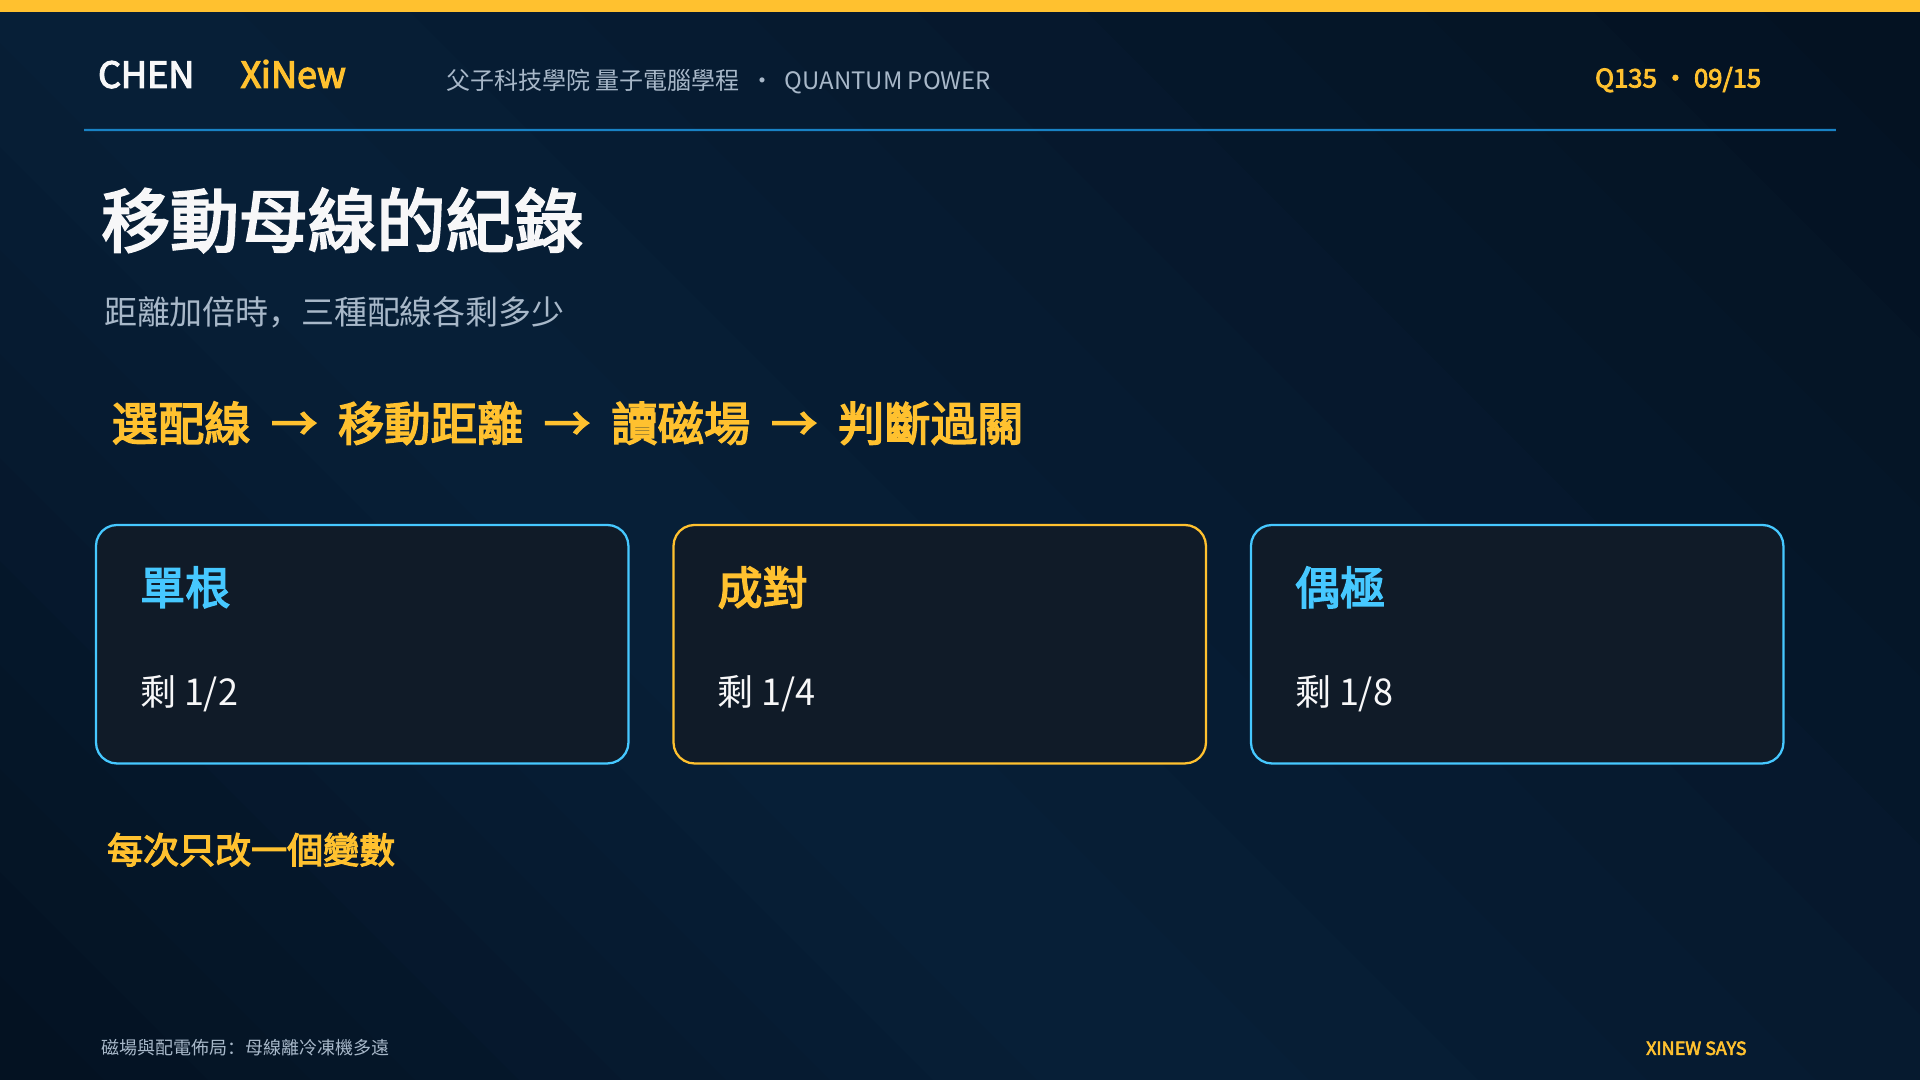 CHEN XiNew 父子科技學院 量子電腦學程 · QUANTUM POWER Q135 · 09/15
移動母線的紀錄
距離加倍時，三種配線各剩多少
選配線 → 移動距離 → 讀磁場 → 判斷過關
單根
剩 1/2
成對
剩 1/4
偶極
剩 1/8
每次只改一個變數
磁場與配電佈局：母線離冷凍機多遠
XINEW SAYS